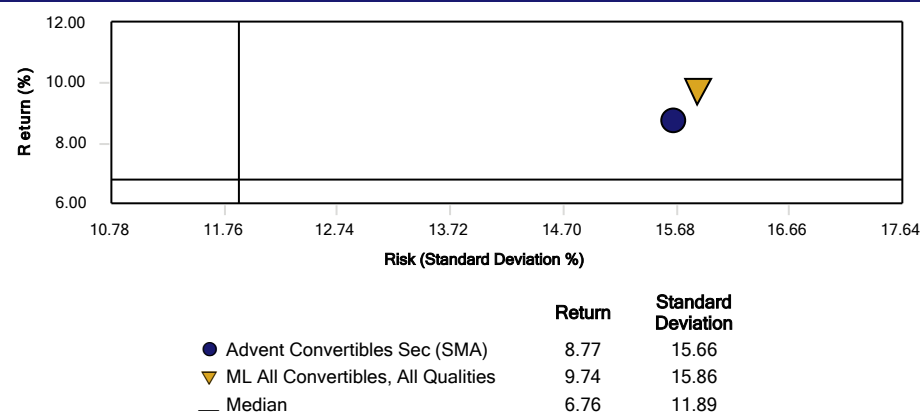 12.00
10.00
8.00
6.00
Return (%)
10.78 11.76 12.74 13.72 14.70 15.68 16.66 17.64
Risk (Standard Deviation %)
Return Standard Deviation
Advent Convertibles Sec (SMA) 8.77 15.66
ML All Convertibles, All Qualities 9.74 15.86
Median 6.76 11.89